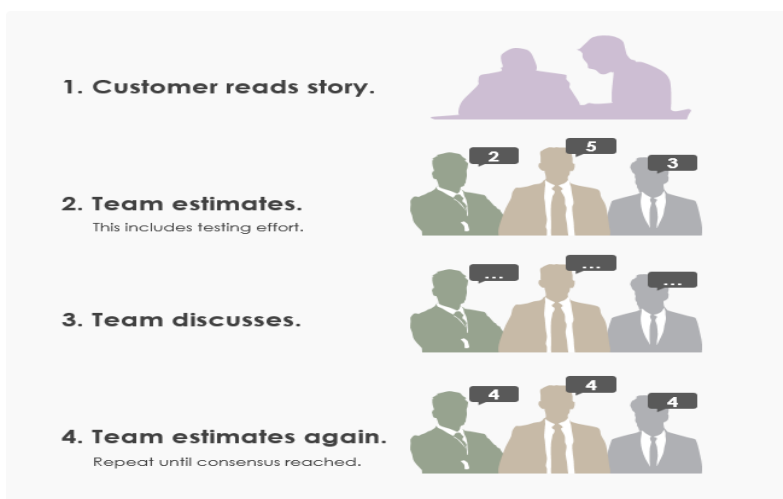 1. Customer reads story.
2 5 3
2. Team estimates.
This includes testing effort.
... ... ...
3. Team discusses.
4 4 4
4. Team estimates again.
Repeat until consensus reached.